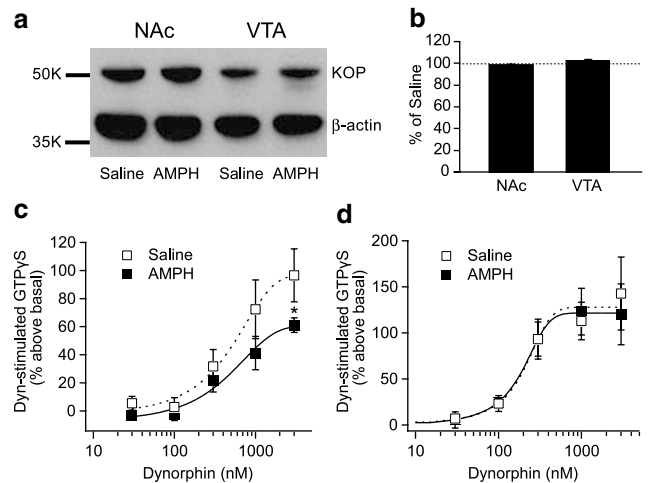 a
NAc VTA
50K
KOP
β-actin
35K
Saline AMPH Saline AMPH
b
% of Saline
120
100
80
60
40
20
0
NAc VTA
c
Dyn-stimulated GTPγS
(% above basal)
120
100
80
60
40
20
0
Saline
AMPH
*
10 100 1000
Dynorphin (nM)
d
Dyn-stimulated GTPγS
(% above basal)
200
150
100
50
0
Saline
AMPH
10 100 1000
Dynorphin (nM)